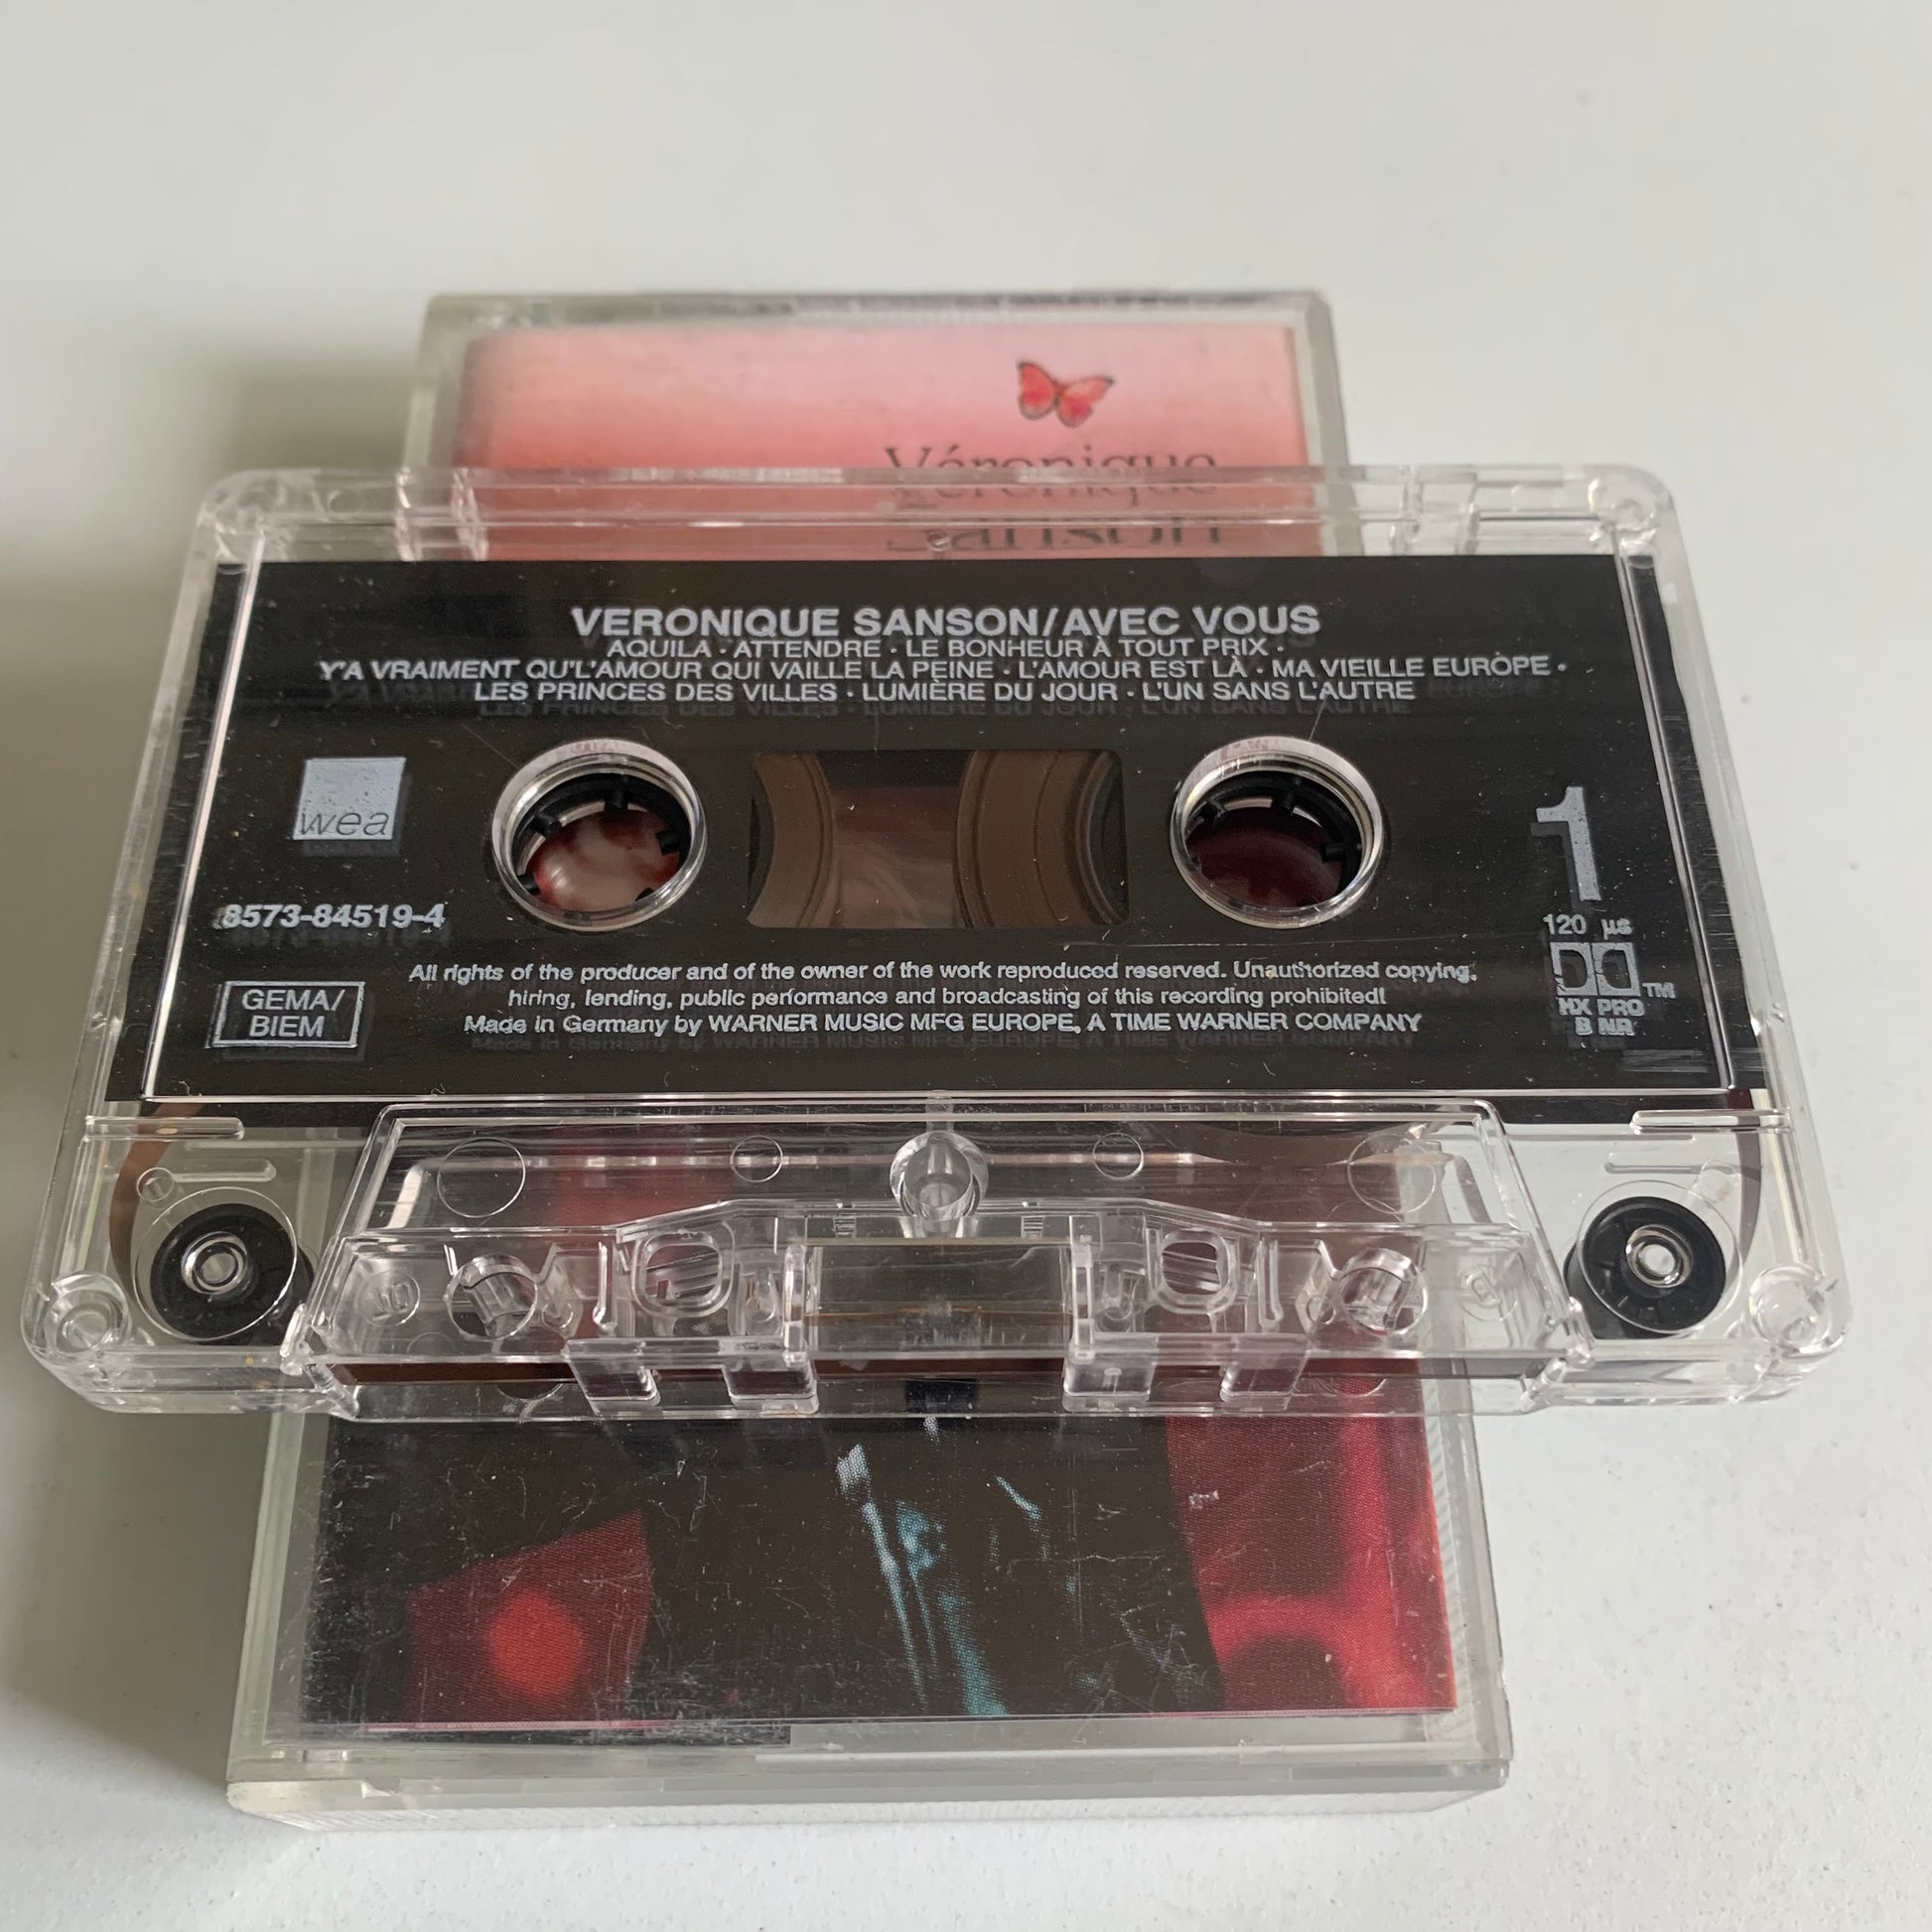 Véronique
Sanson
VERONIQUE SANSON/AVEC VOUS
AQUILA · ATTENDRE · LE BONHEUR À TOUT PRIX ·
Y'A VRAIMENT QU'L'AMOUR QUI VAILLE LA PEINE · L'AMOUR EST LÀ · MA VIEILLE EUROPE ·
LES PRINCES DES VILLES · LUMIÈRE DU JOUR · L'UN SANS L'AUTRE
wea
1
8573-84519-4
120 µs
All rights of the producer and of the owner of the work reproduced reserved. Unauthorized copying,
hiring, lending, public performance and broadcasting of this recording prohibited!
Made in Germany by WARNER MUSIC MFG EUROPE, A TIME WARNER COMPANY
GEMA/
BIEM
TM
HX PRO
B NR